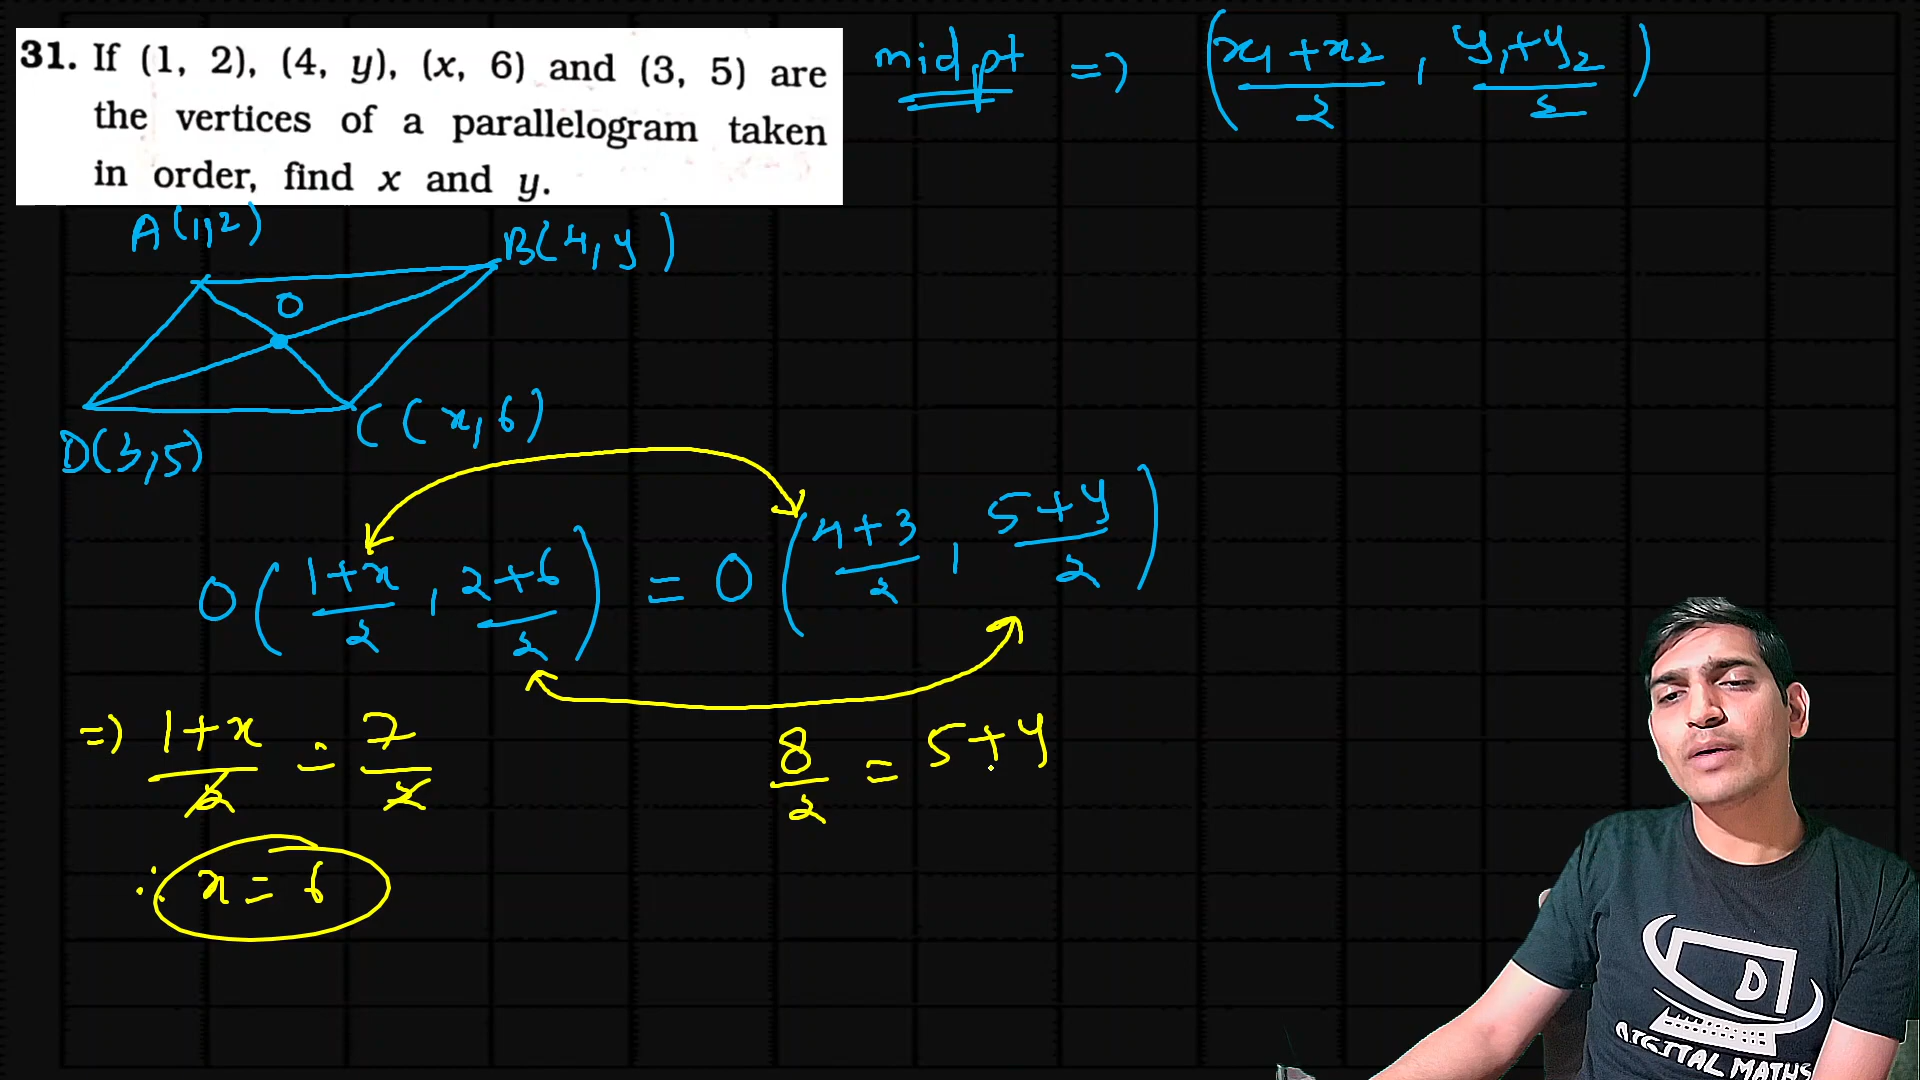 31. If (1, 2), (4, y), (x, 6) and (3, 5) are
the vertices of a parallelogram taken
in order, find x and y.
mid pt => (x₁+x₂/2, y₁+y₂/2)
A(1,2)
B(4,y)
O
C(x,6)
D(3,5)
O(1+x/2, 2+6/2) = O(4+3/2, 5+y/2)
=) 1+x/2 = 7/2
8/2 = 5+y
∴ x = 6
D
DIGITAL MATHS